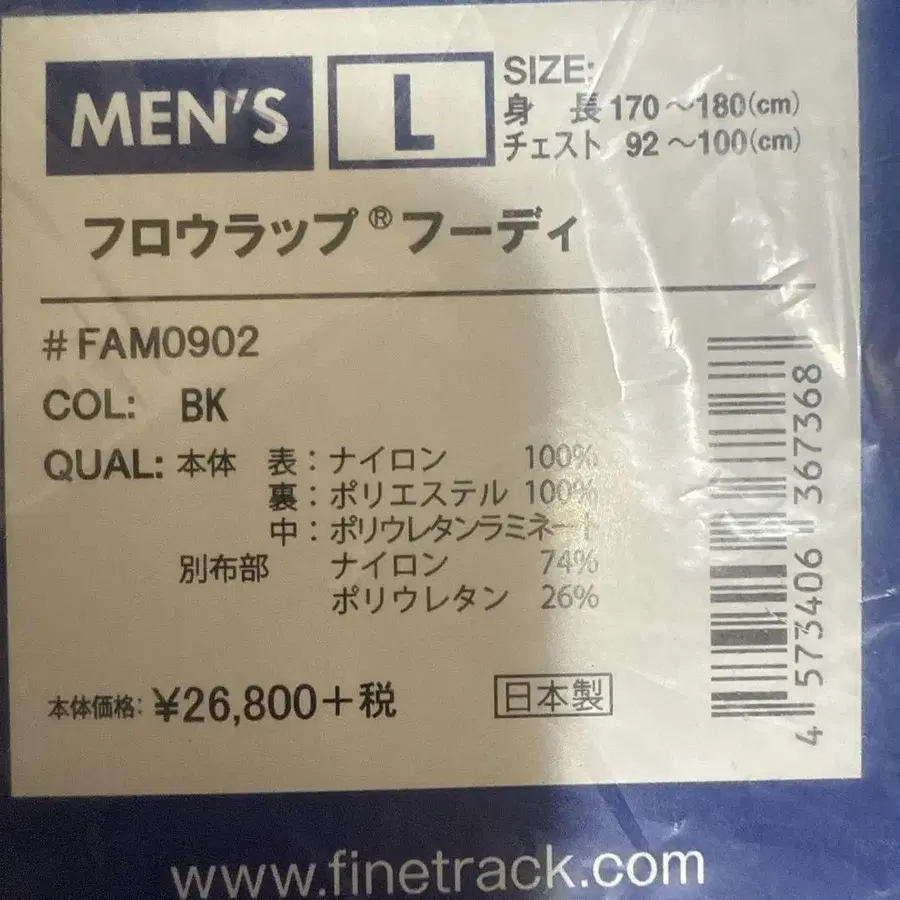 MEN'S L SIZE:
身 長 170～180(cm)
チェスト 92～100(cm)
フロウラップ®フーディ
#FAM0902
COL: BK
QUAL: 本体 表:ナイロン 100%
裏:ポリエステル 100%
中:ポリウレタンラミネート
別布部 ナイロン 74%
ポリウレタン 26%
本体価格: ¥26,800+税 日本製
4 573406 367368
www.finetrack.com